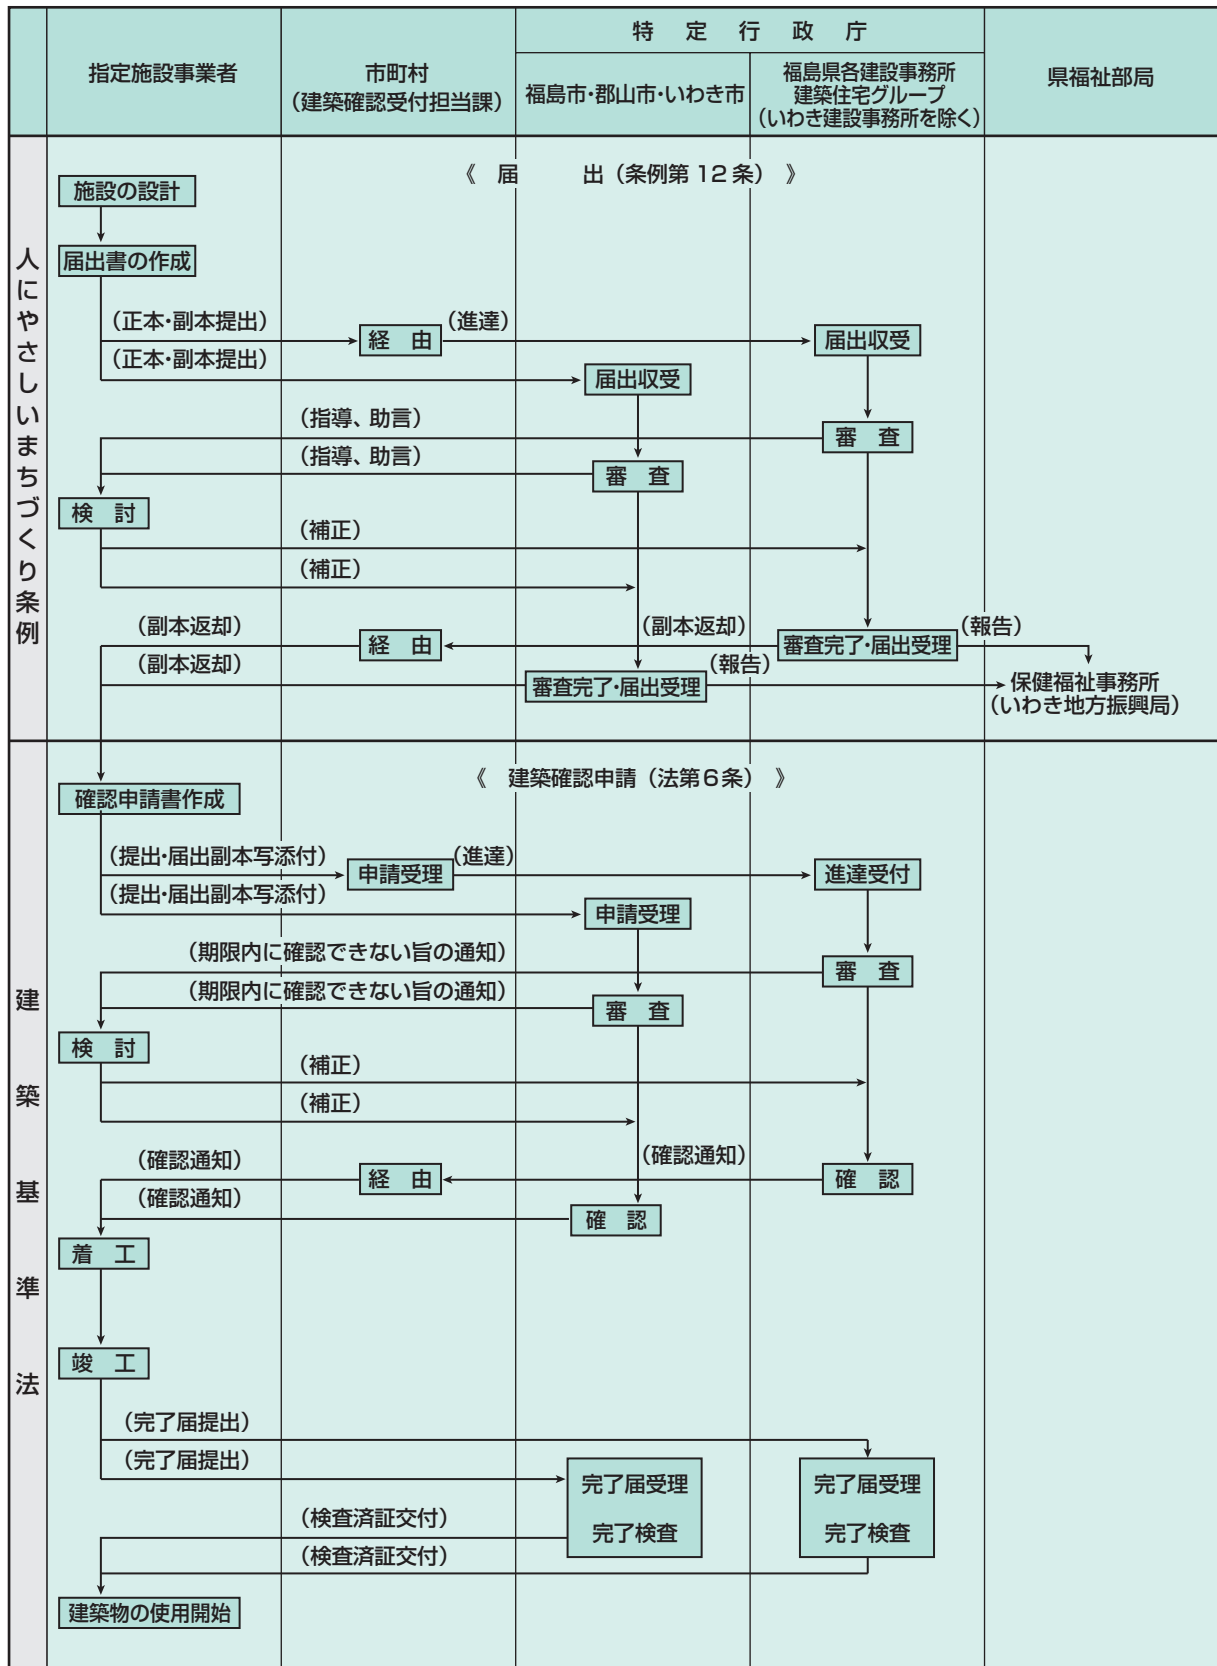 特定行政庁
指定施設事業者
市町村
(建築確認受付担当課)
福島市・郡山市・いわき市
福島県各建設事務所
建築住宅グループ
(いわき建設事務所を除く)
県福祉部局
人にやさしいまちづくり条例
《 届 出(条例第12条) 》
施設の設計
届出書の作成
(正本・副本提出)
経 由
(進達)
届出収受
(正本・副本提出)
届出収受
(指導、助言)
審 査
(指導、助言)
審 査
検 討
(補正)
(補正)
(副本返却)
経 由
(副本返却)
審査完了・届出受理
(報告)
(副本返却)
審査完了・届出受理
(報告)
保健福祉事務所
(いわき地方振興局)
建築基準法
《 建築確認申請(法第6条) 》
確認申請書作成
(提出・届出副本写添付)
申請受理
(進達)
進達受付
(提出・届出副本写添付)
申請受理
(期限内に確認できない旨の通知)
審 査
(期限内に確認できない旨の通知)
審 査
検 討
(補正)
(補正)
(確認通知)
経 由
(確認通知)
確 認
(確認通知)
確 認
着 工
竣 工
(完了届提出)
(完了届提出)
完了届受理
完了検査
完了届受理
完了検査
(検査済証交付)
(検査済証交付)
建築物の使用開始